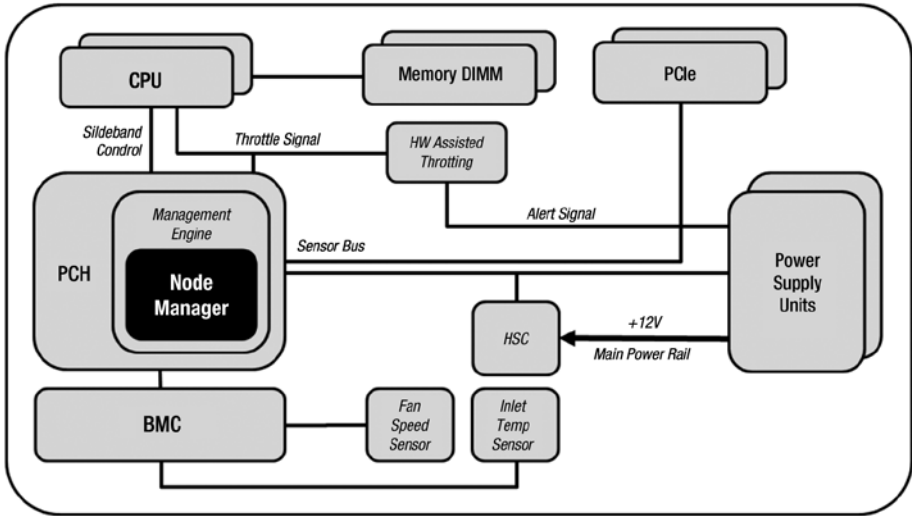 CPU
Memory DIMM
PCIe
Sildeband
Condrol
Throttle Signal
HW Assisted
Throtting
Management
Engine
Alert Signal
PCH
Node
Manager
Sensor Bus
Power
Supply
Units
HSC
+12V
Main Power Rail
BMC
Fan
Speed
Sensor
Inlet
Temp
Sensor